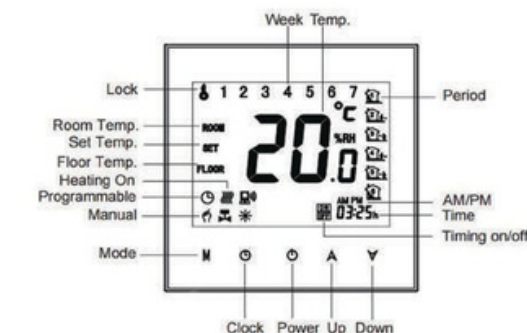 Week Temp.
Lock
1 2 3 4 5 6 7
Period
°C
Room Temp.
ROOM
%RH
Set Temp.
SET
20.0
Floor Temp.
FLOOR
Heating On
Programmable
AM PM
AM/PM
Manual
03:25h
Time
Timing on/off
Mode
M
Clock Power Up Down